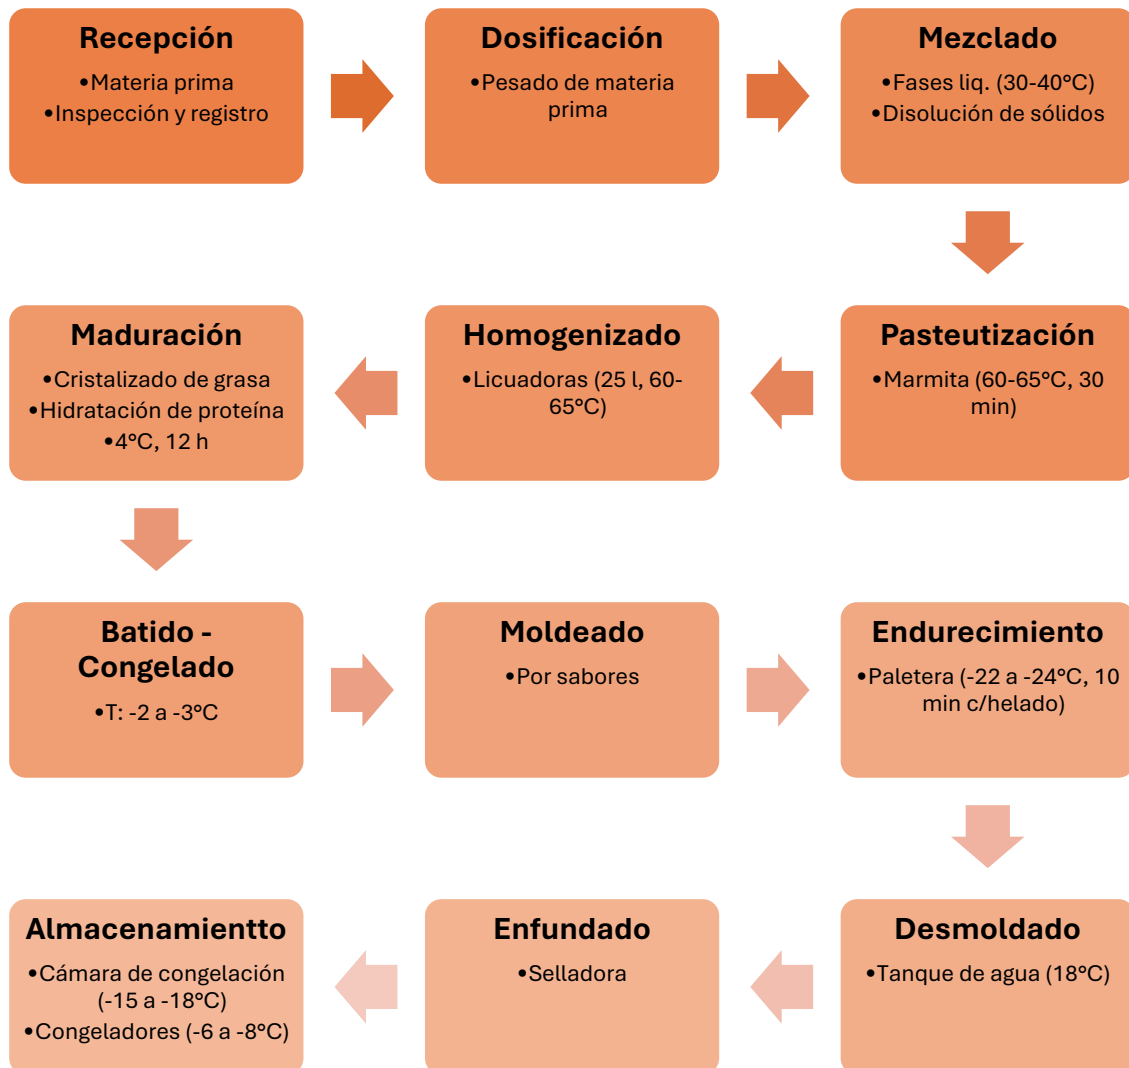 Recepción
•Materia prima
•Inspección y registro
Dosificación
•Pesado de materia
prima
Mezclado
•Fases liq. (30-40°C)
•Disolución de sólidos
Pasteutización
•Marmita (60-65°C, 30
min)
Homogenizado
•Licuadoras (25 l, 60-
65°C)
Maduración
•Cristalizado de grasa
•Hidratación de proteína
•4°C, 12 h
Batido -
Congelado
•T: -2 a -3°C
Moldeado
•Por sabores
Endurecimiento
•Paletera (-22 a -24°C, 10
min c/helado)
Desmoldado
•Tanque de agua (18°C)
Enfundado
•Selladora
Almacenamientto
•Cámara de congelación
(-15 a -18°C)
•Congeladores (-6 a -8°C)